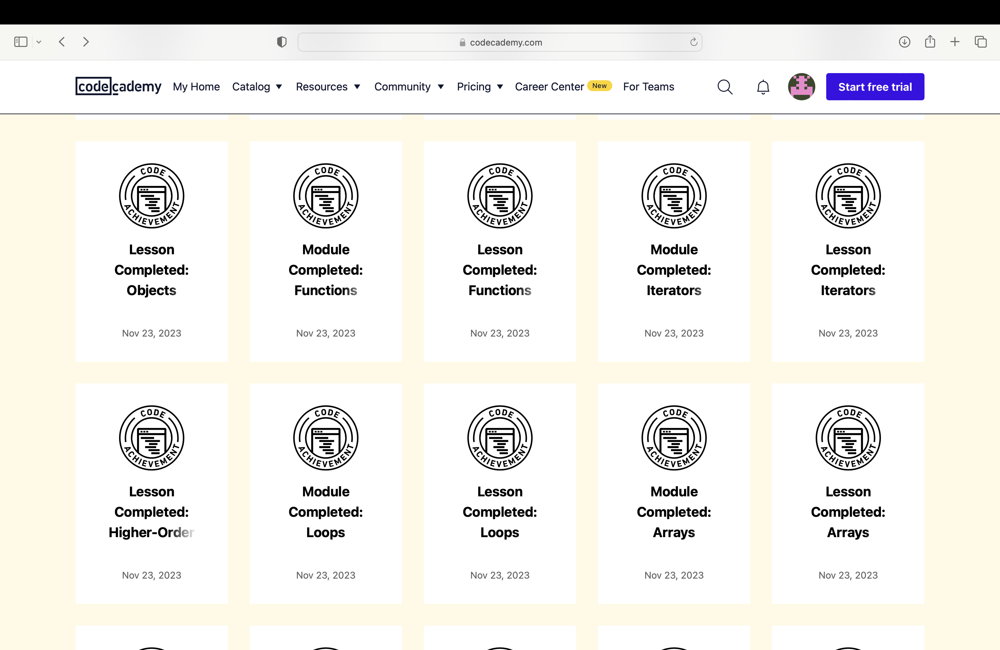 codecademy.com
codecademy My Home Catalog Resources Community Pricing Career Center New For Teams Start free trial
CODE ACHIEVEMENT CODE ACHIEVEMENT CODE ACHIEVEMENT CODE ACHIEVEMENT CODE ACHIEVEMENT
Lesson Module Lesson Module Lesson
Completed: Completed: Completed: Completed: Completed:
Objects Functions Functions Iterators Iterators
Nov 23, 2023 Nov 23, 2023 Nov 23, 2023 Nov 23, 2023 Nov 23, 2023
CODE ACHIEVEMENT CODE ACHIEVEMENT CODE ACHIEVEMENT CODE ACHIEVEMENT CODE ACHIEVEMENT
Lesson Module Lesson Module Lesson
Completed: Completed: Completed: Completed: Completed:
Higher-Order Loops Loops Arrays Arrays
Nov 23, 2023 Nov 23, 2023 Nov 23, 2023 Nov 23, 2023 Nov 23, 2023